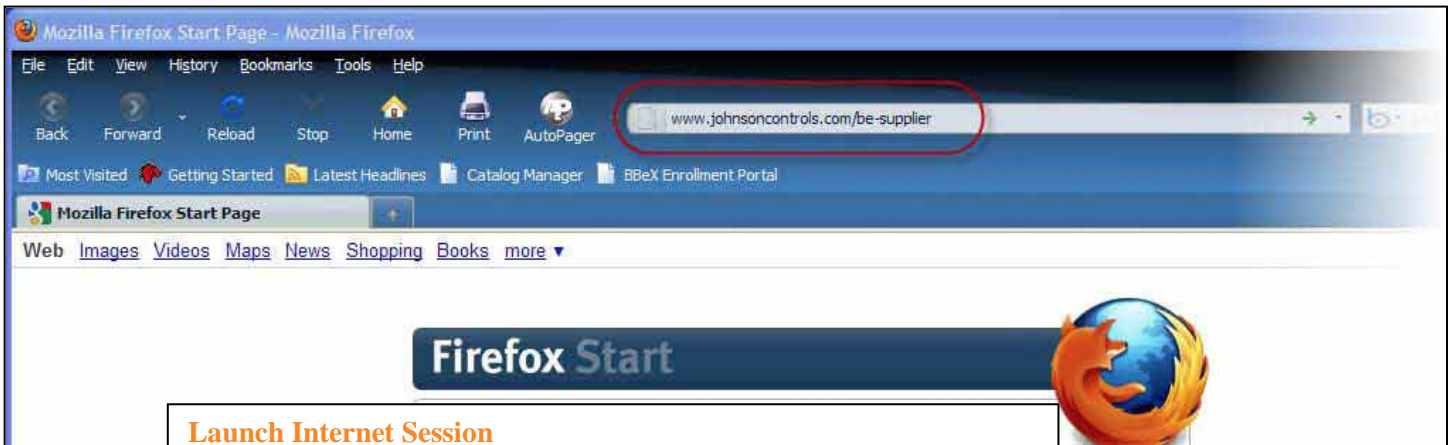 Mozilla Firefox Start Page - Mozilla Firefox
File Edit View History Bookmarks Tools Help
www.johnsoncontrols.com/be-supplier
Back Forward Reload Stop Home Print AutoPager
Most Visited Getting Started Latest Headlines Catalog Manager BBeX Enrollment Portal
Mozilla Firefox Start Page
Web Images Videos Maps News Shopping Books more ▼
Firefox Start
Launch Internet Session